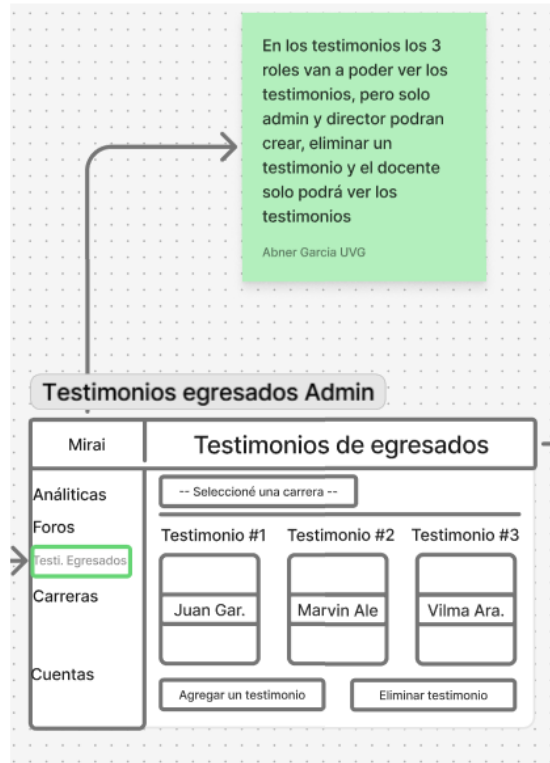 En los testimonios los 3
roles van a poder ver los
testimonios, pero solo
admin y director podran
crear, eliminar un
testimonio y el docente
solo podrá ver los
testimonios
Abner Garcia UVG
Testimonios egresados Admin
Mirai
Testimonios de egresados
Análiticas
Foros
Testi. Egresados
Carreras
Cuentas
-- Seleccioné una carrera --
Testimonio #1 Testimonio #2 Testimonio #3
Juan Gar. Marvin Ale Vilma Ara.
Agregar un testimonio Eliminar testimonio